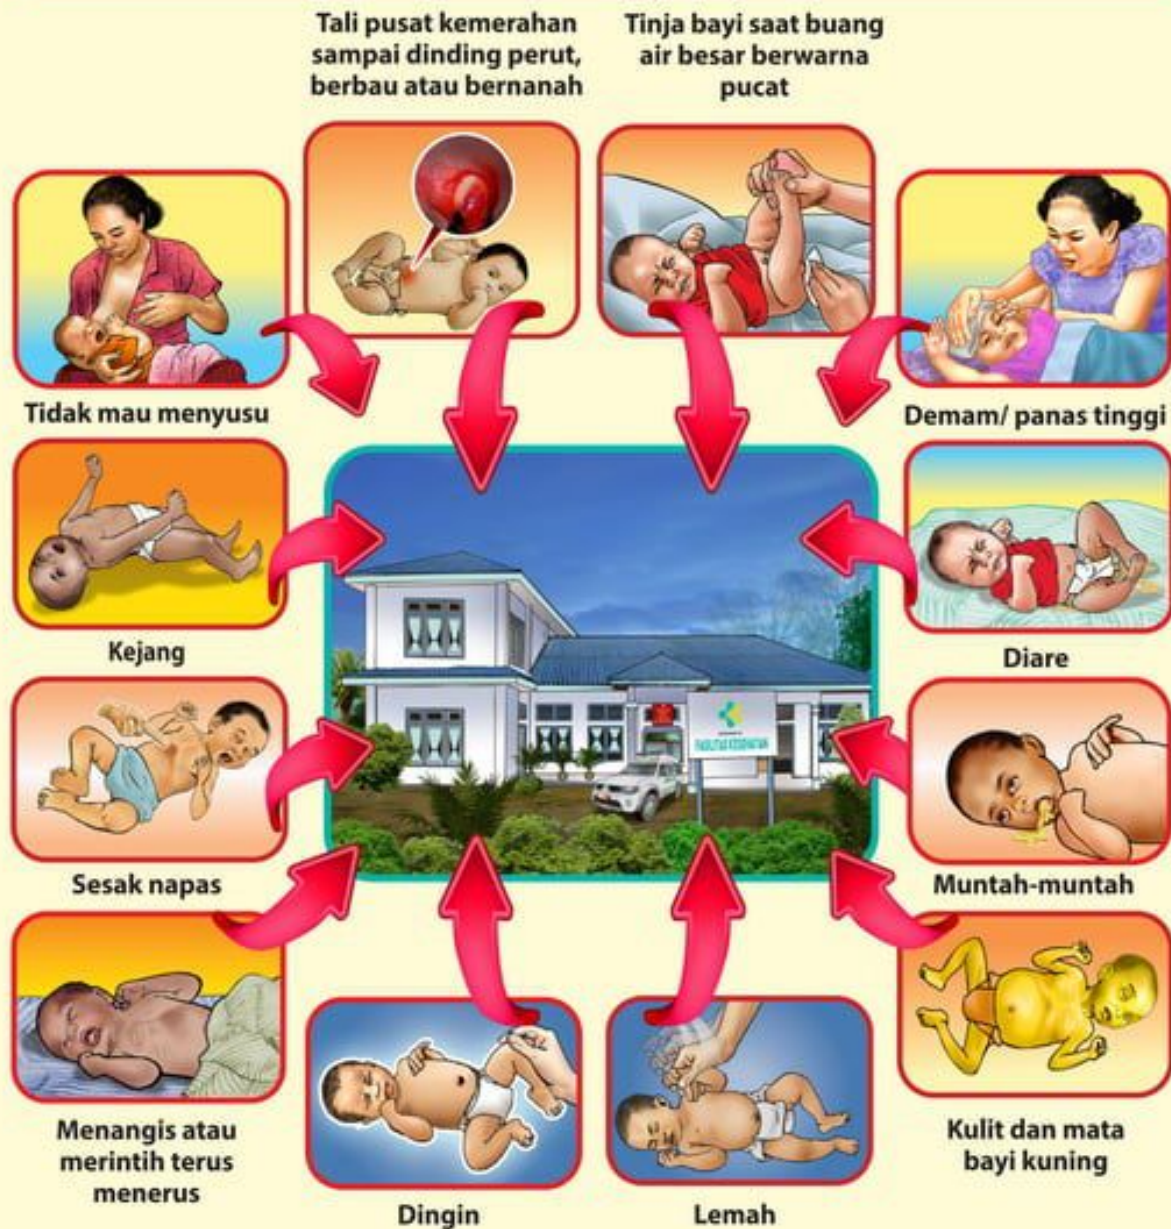 Tali pusat kemerahan
sampai dinding perut,
berbau atau bernanah
Tinja bayi saat buang
air besar berwarna
pucat
Tidak mau menyusu
Demam/ panas tinggi
Kejang
Diare
FASILITAS KESEHATAN
Sesak napas
Muntah-muntah
Menangis atau
merintih terus
menerus
Dingin
Lemah
Kulit dan mata
bayi kuning